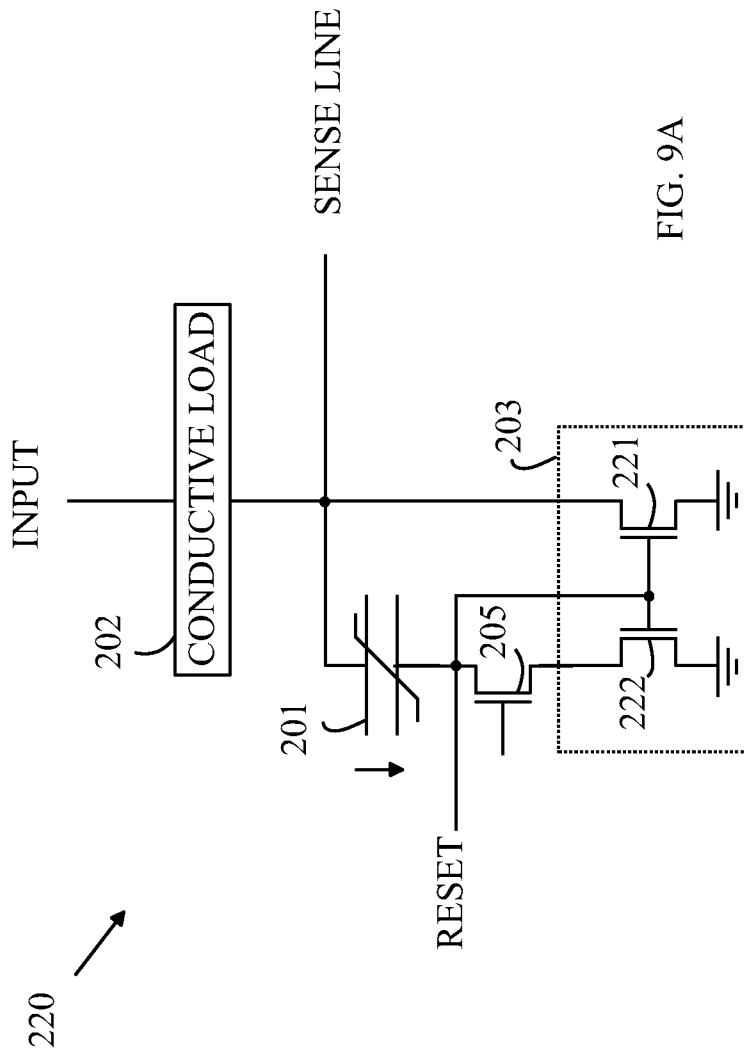 220
INPUT
202
CONDUCTIVE LOAD
SENSE LINE
201
RESET
205
203
222
221
FIG. 9A